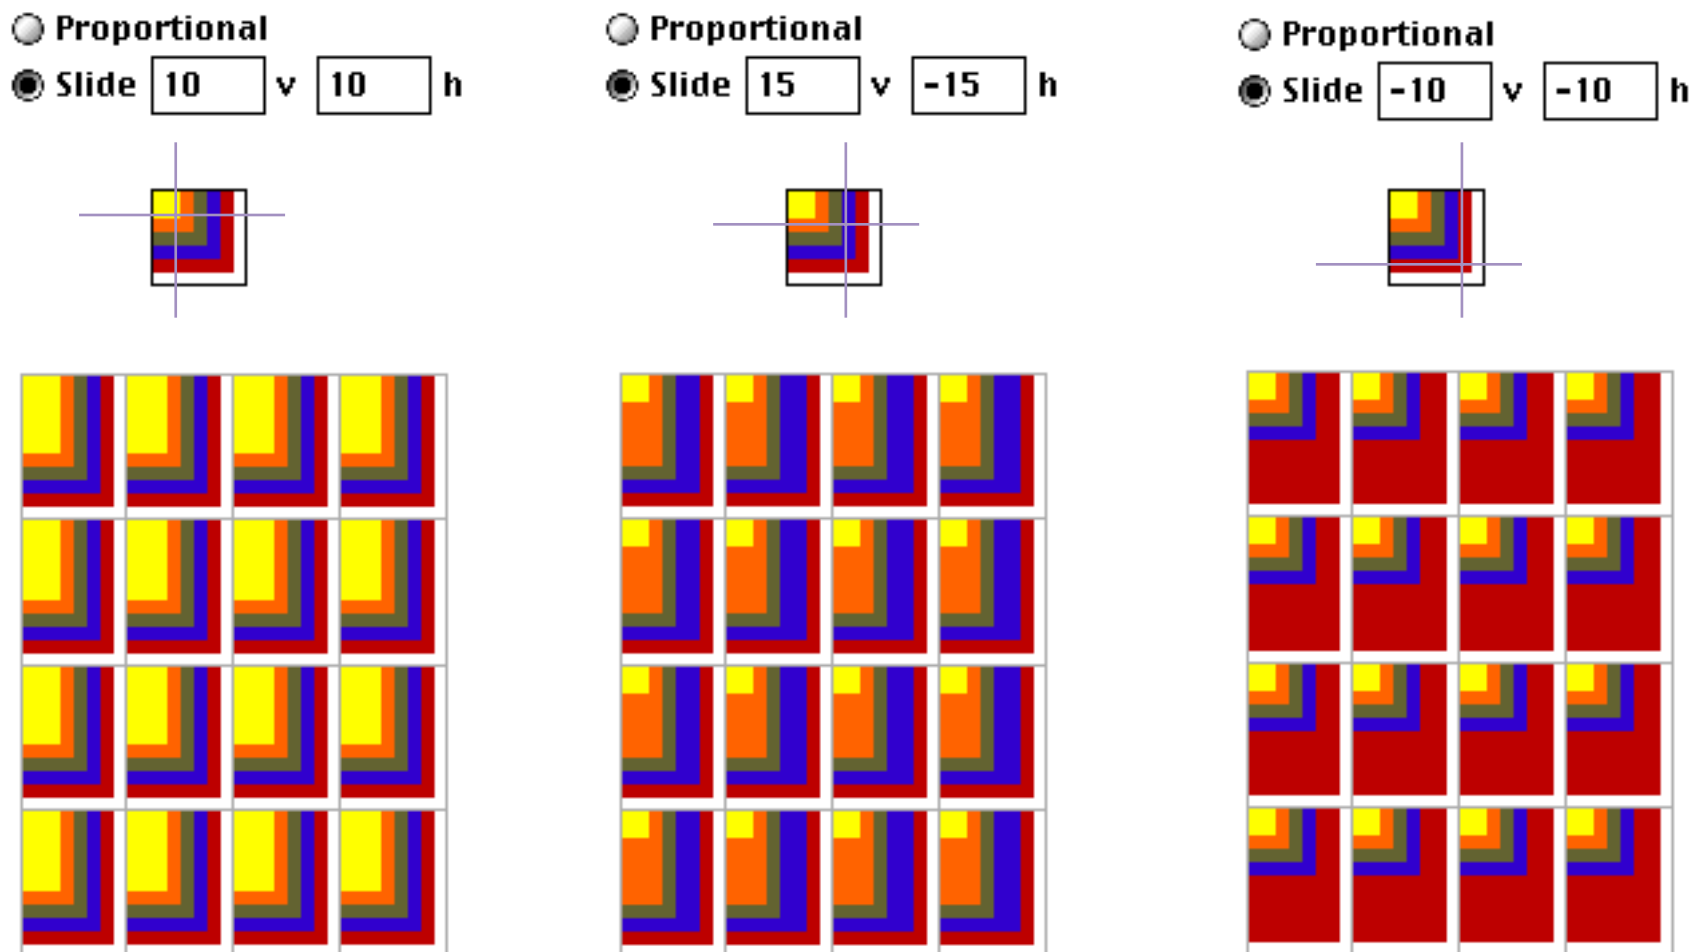 Proportional
Slide 10 v 10 h
Proportional
Slide 15 v -15 h
Proportional
Slide -10 v -10 h